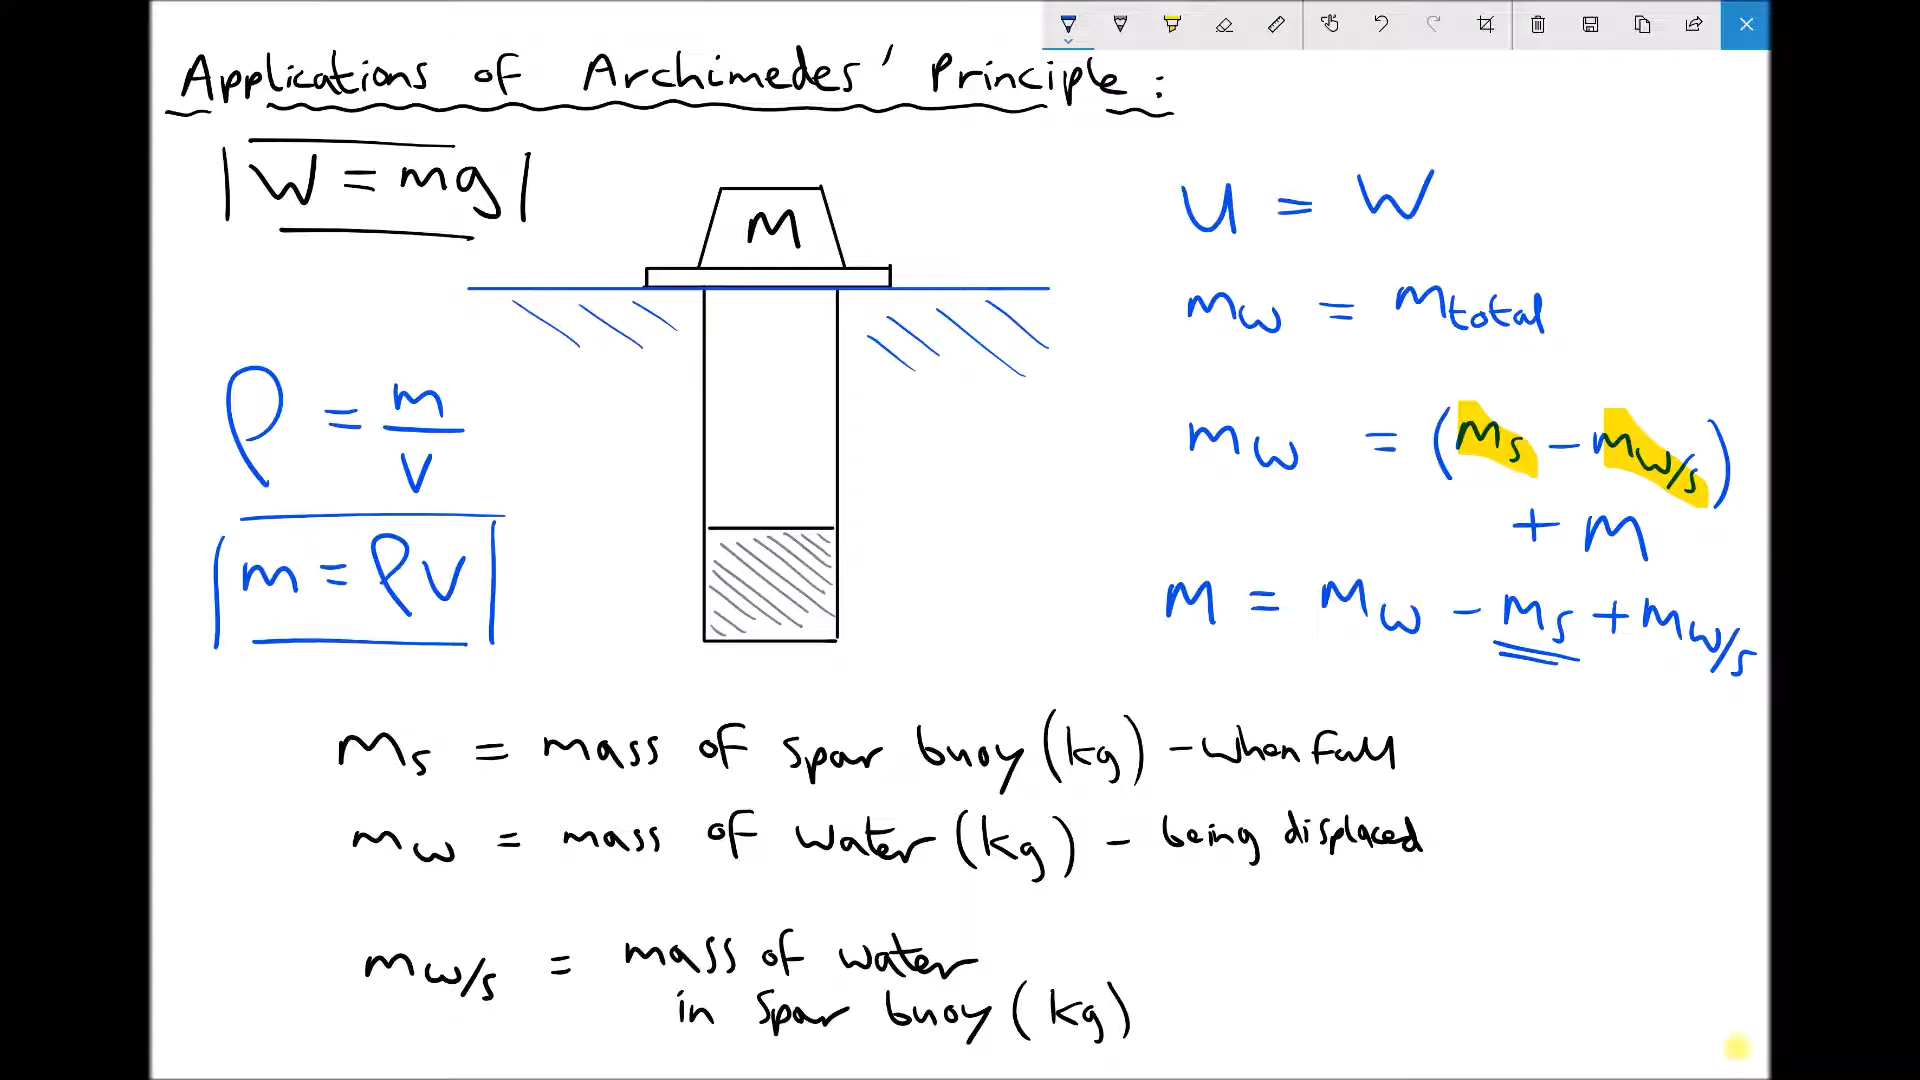 Applications of Archimedes' Principle:
W = mg
M
U = W
mw = mtotal
ρ = m/v
mw = (ms - mw/s)
+ M
m = ρv
M = mw - ms + mw/s
ms = mass of spar buoy (kg) - when full
mw = mass of water (kg) - being displaced
mw/s = mass of water
in spar buoy (kg)